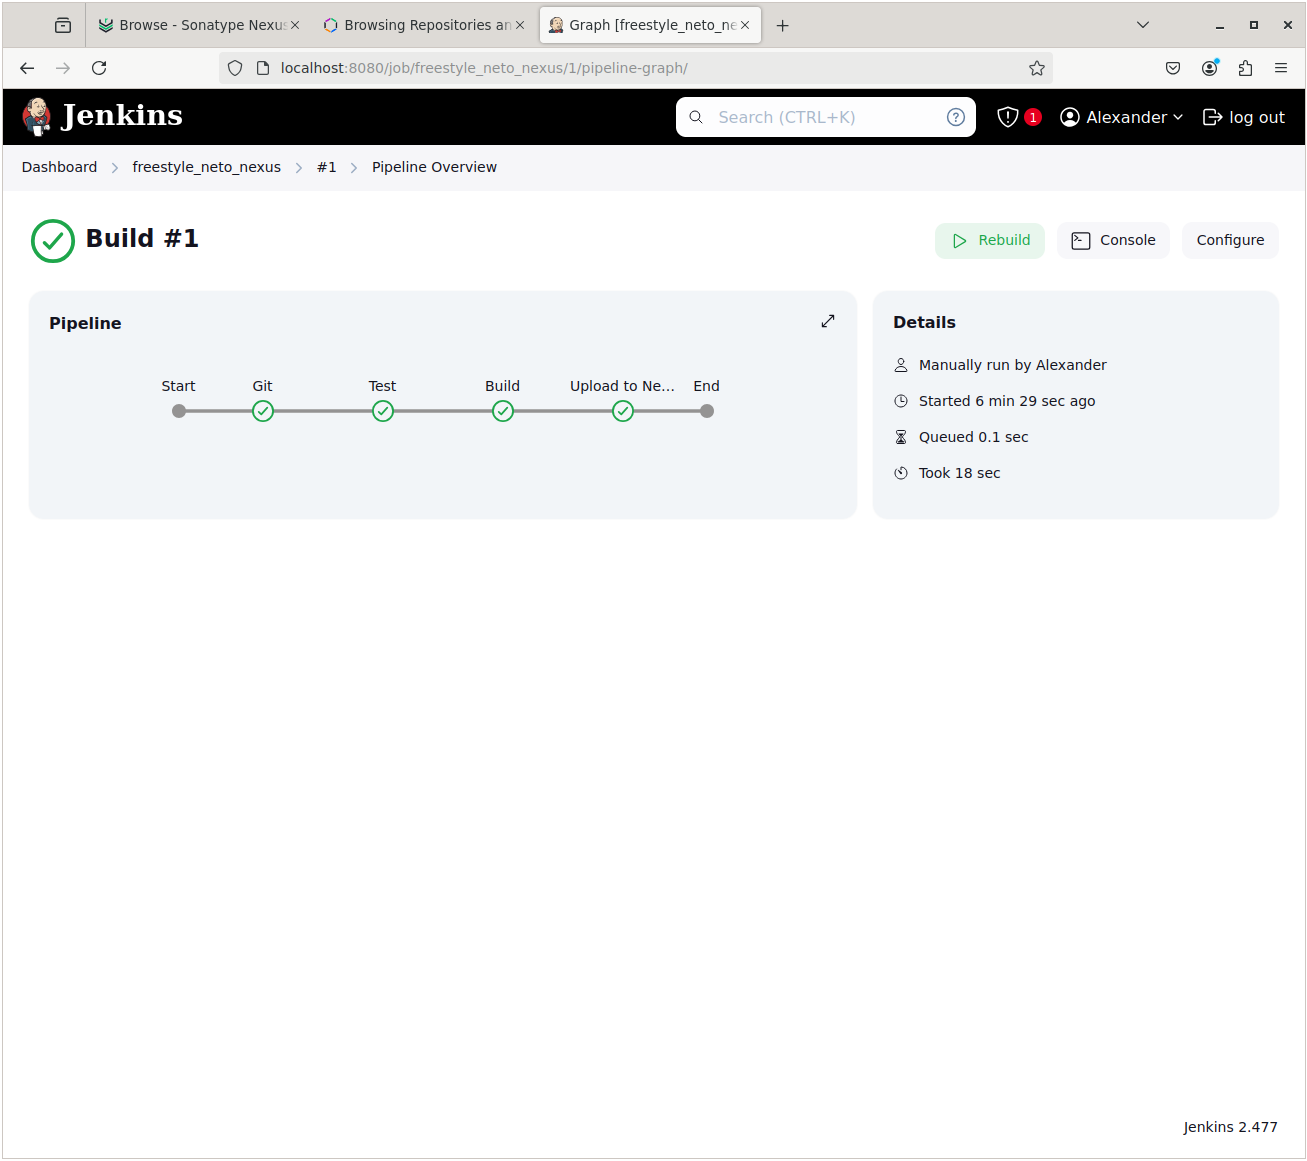 Browse - Sonatype Nexus
Browsing Repositories an
Graph [freestyle_neto_ne
localhost:8080/job/freestyle_neto_nexus/1/pipeline-graph/
Jenkins
Search (CTRL+K)
?
1
Alexander
log out
Dashboard
freestyle_neto_nexus
#1
Pipeline Overview
Build #1
Rebuild
Console
Configure
Pipeline
Start
Git
Test
Build
Upload to Ne...
End
Details
Manually run by Alexander
Started 6 min 29 sec ago
Queued 0.1 sec
Took 18 sec
Jenkins 2.477